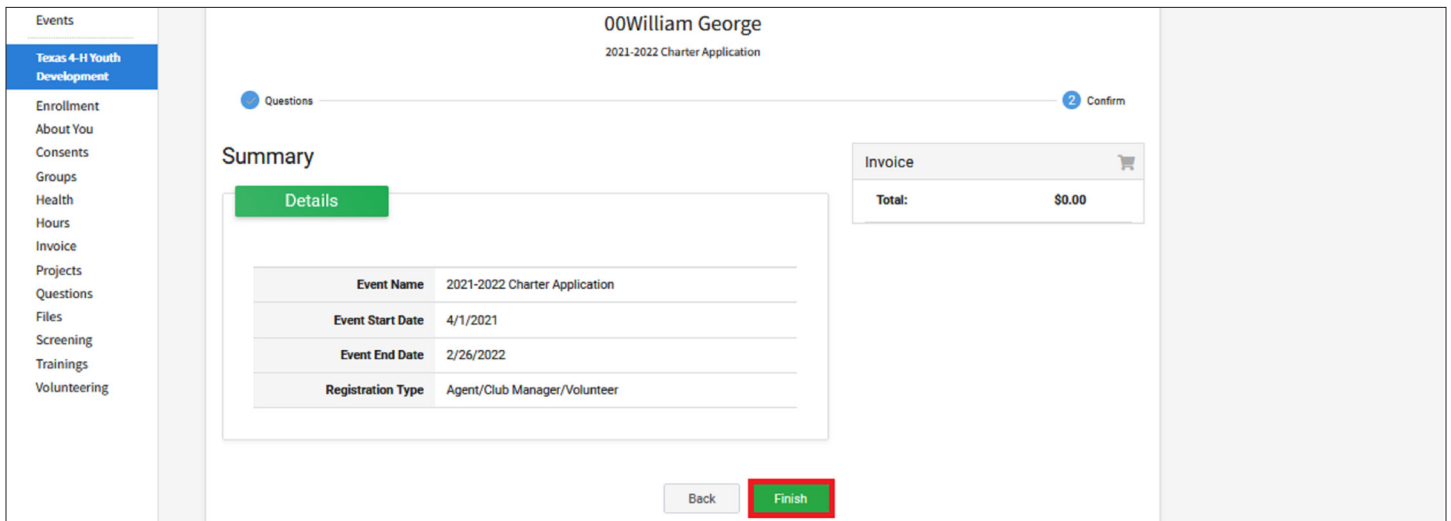 Events
Texas 4-H Youth
Development
Enrollment
About You
Consents
Groups
Health
Hours
Invoice
Projects
Questions
Files
Screening
Trainings
Volunteering
00William George
2021-2022 Charter Application
Questions
2 Confirm
Summary
Details
Event Name 2021-2022 Charter Application
Event Start Date 4/1/2021
Event End Date 2/26/2022
Registration Type Agent/Club Manager/Volunteer
Invoice
Total: $0.00
Back Finish